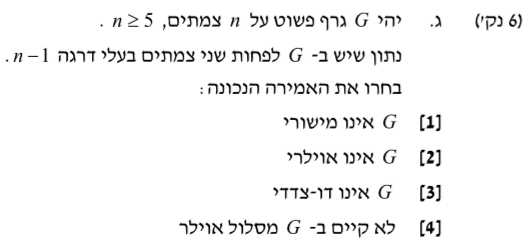 (6 נק') ג. יהי G גרף פשוט על n צמתים, n ≥ 5 .
נתון שיש ב- G לפחות שני צמתים בעלי דרגה n−1 .
בחרו את האמירה הנכונה :
[1] G אינו מישורי
[2] G אינו אוילרי
[3] G אינו דו-צדדי
[4] לא קיים ב- G מסלול אוילר